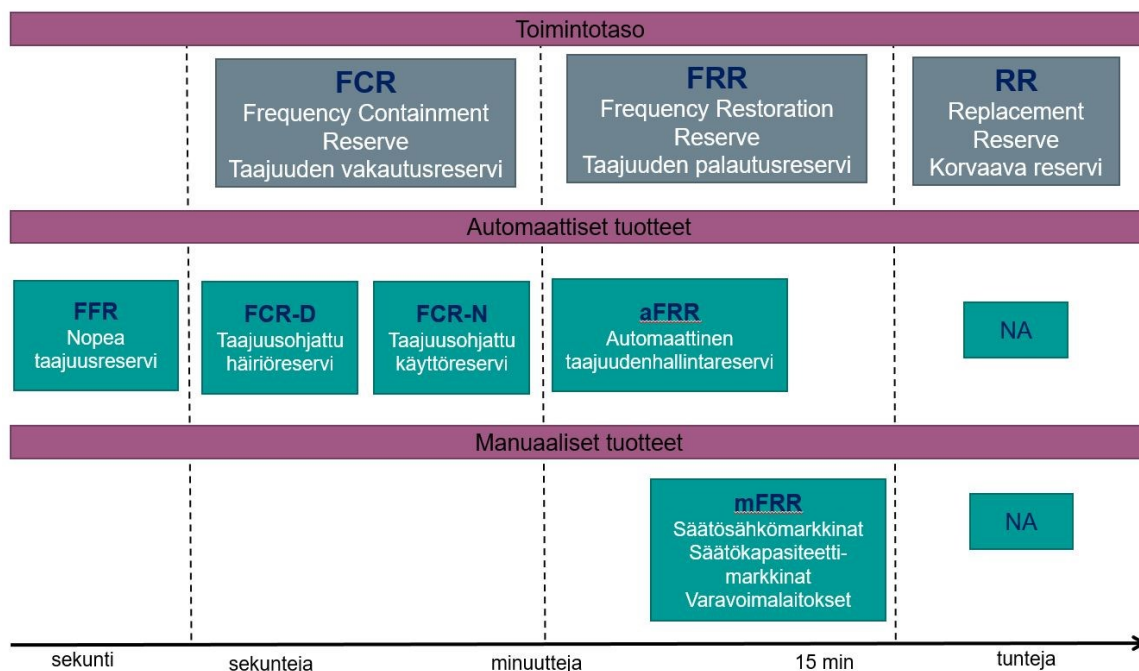 Toimintotaso
FCR
Frequency Containment
Reserve
Taajuuden vakautusreservi
FRR
Frequency Restoration
Reserve
Taajuuden palautusreservi
RR
Replacement
Reserve
Korvaava reservi
Automaattiset tuotteet
FFR
Nopea
taajuusreservi
FCR-D
Taajuusohjattu
häiriöreservi
FCR-N
Taajuusohjattu
käyttöreservi
aFRR
Automaattinen
taajuudenhallintareservi
NA
Manuaaliset tuotteet
mFRR
Säätösähkömarkkinat
Säätökapasiteetti-
markkinat
Varavoimalaitokset
NA
sekunti
sekunteja
minuutteja
15 min
tunteja